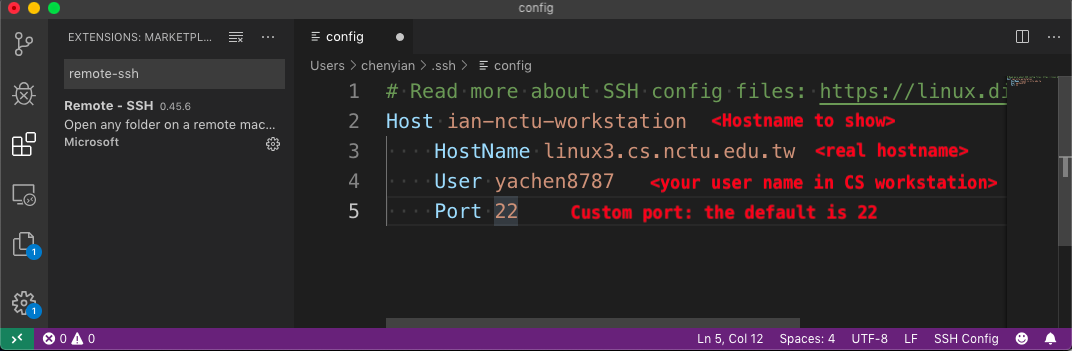 config
EXTENSIONS: MARKETPL...
remote-ssh
Remote - SSH 0.45.6
Open any folder on a remote mac...
Microsoft
1
1
config
Users > chenyian > .ssh > config
1 # Read more about SSH config files: https://linux.di
2 Host ian-nctu-workstation <Hostname to show>
3 HostName linux3.cs.nctu.edu.tw <real hostname>
4 User yachen8787 <your user name in CS workstation>
5 Port 22 Custom port: the default is 22
0 0 Ln 5, Col 12 Spaces: 4 UTF-8 LF SSH Config